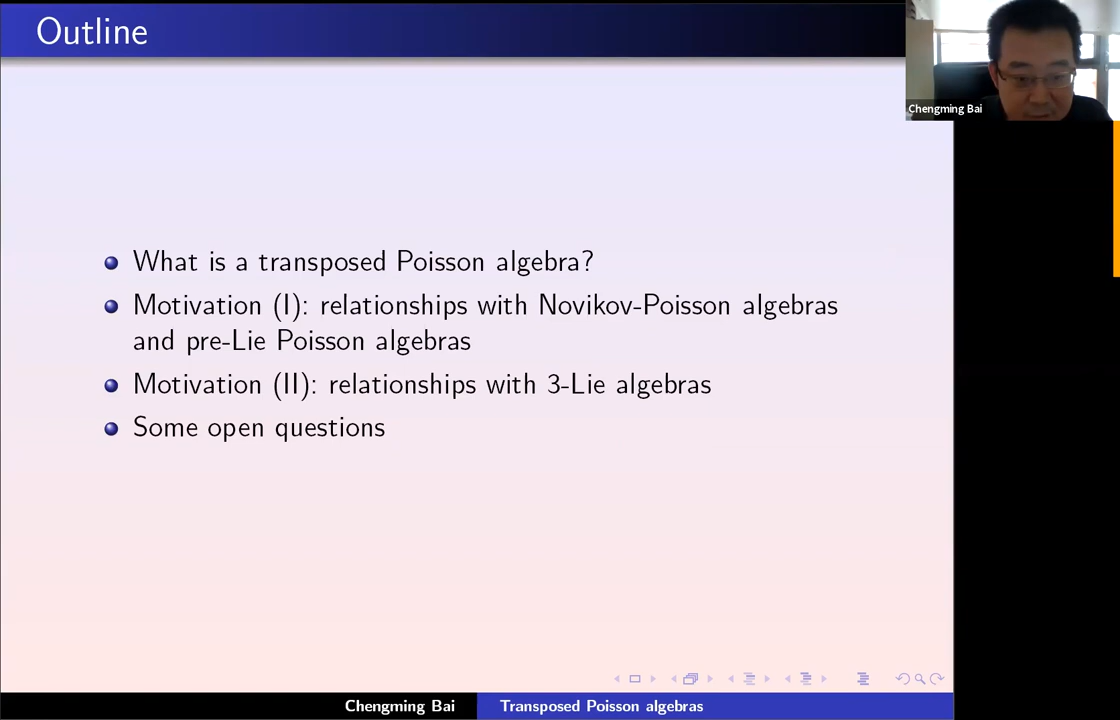 Outline
Chengming Bai
What is a transposed Poisson algebra?
Motivation (I): relationships with Novikov-Poisson algebras
and pre-Lie Poisson algebras
Motivation (II): relationships with 3-Lie algebras
Some open questions
Chengming Bai
Transposed Poisson algebras